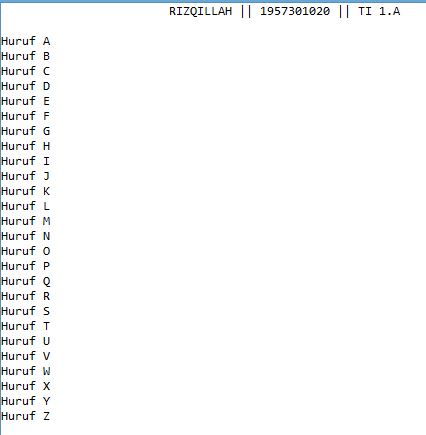 RIZQILLAH || 1957301020 || TI 1.A
Huruf A
Huruf B
Huruf C
Huruf D
Huruf E
Huruf F
Huruf G
Huruf H
Huruf I
Huruf J
Huruf K
Huruf L
Huruf M
Huruf N
Huruf O
Huruf P
Huruf Q
Huruf R
Huruf S
Huruf T
Huruf U
Huruf V
Huruf W
Huruf X
Huruf Y
Huruf Z